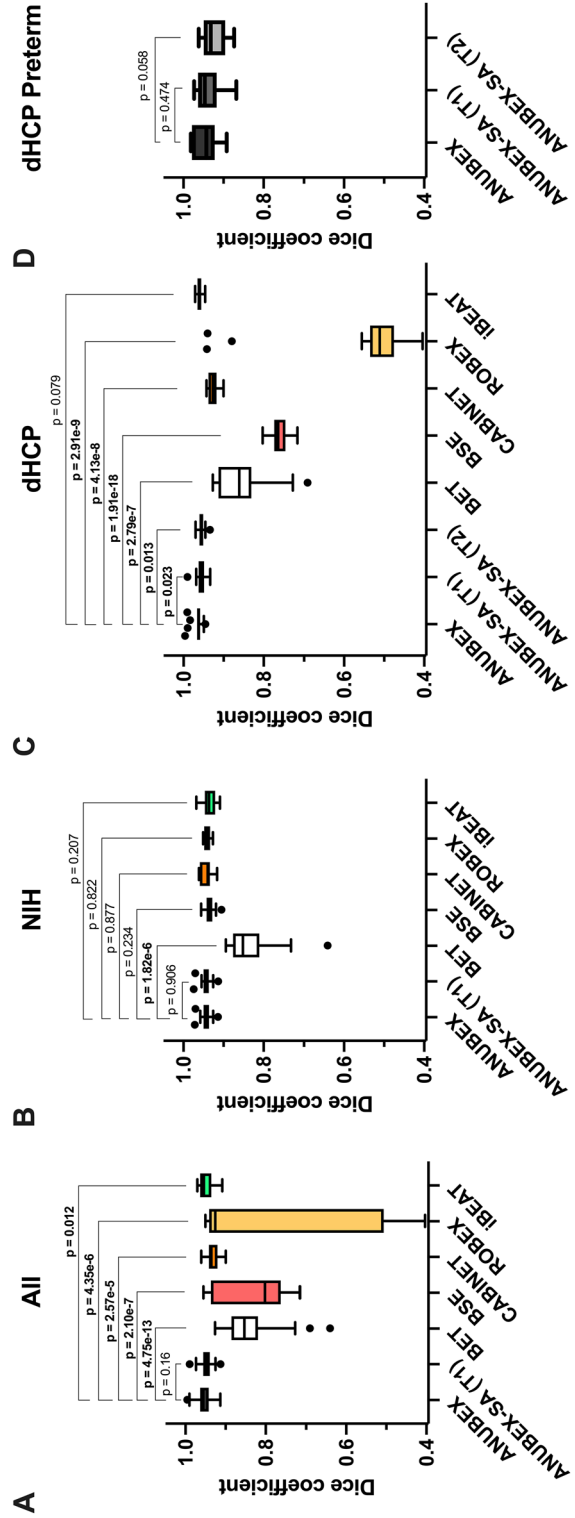 A
All
p = 0.012
p = 4.35e-6
p = 2.57e-5
p = 2.10e-7
p = 4.75e-13
p = 0.16
Dice coefficient
1.0
0.8
0.6
0.4
ANUBEX
ANUBEX-SA (T1)
BET
BSE
CABINET
ROBEX
iBEAT
B
NIH
p = 0.207
p = 0.822
p = 0.877
p = 0.234
p = 1.82e-6
p = 0.906
Dice coefficient
1.0
0.8
0.6
0.4
ANUBEX
ANUBEX-SA (T1)
BET
BSE
CABINET
ROBEX
iBEAT
C
dHCP
p = 0.079
p = 2.91e-9
p = 4.13e-8
p = 1.91e-18
p = 2.79e-7
p = 0.013
p = 0.023
Dice coefficient
1.0
0.8
0.6
0.4
ANUBEX
ANUBEX-SA (T1)
ANUBEX-SA (T2)
BET
BSE
CABINET
ROBEX
iBEAT
D
dHCP Preterm
p = 0.058
p = 0.474
Dice coefficient
1.0
0.8
0.6
0.4
ANUBEX
ANUBEX-SA (T1)
ANUBEX-SA (T2)